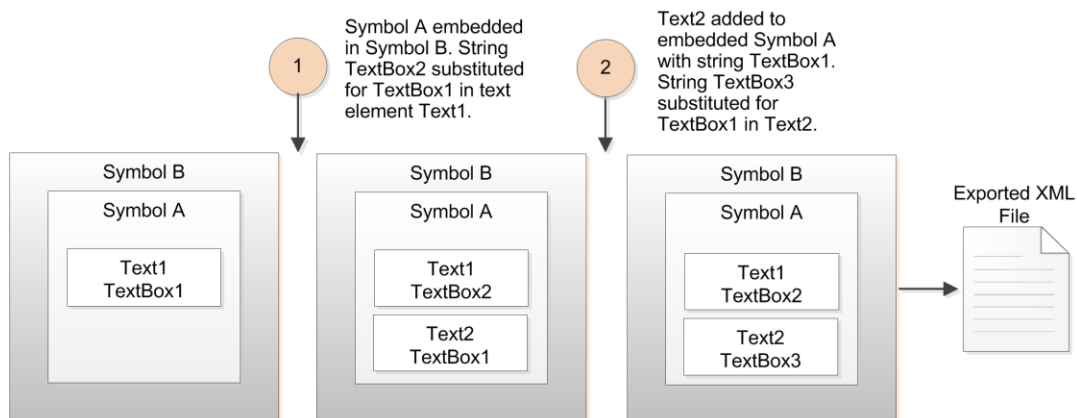 1
Symbol A embedded
in Symbol B. String
TextBox2 substituted
for TextBox1 in text
element Text1.
2
Text2 added to
embedded Symbol A
with string TextBox1.
String TextBox3
substituted for
TextBox1 in Text2.
Symbol B
Symbol A
Text1
TextBox1
Symbol B
Symbol A
Text1
TextBox2
Text2
TextBox1
Symbol B
Symbol A
Text1
TextBox2
Text2
TextBox3
Exported XML
File